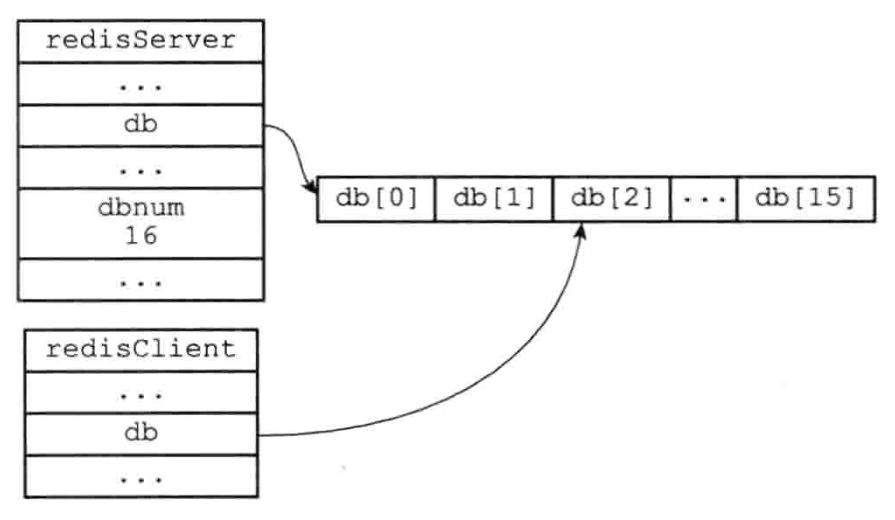 redisServer
...
db
...
dbnum
16
...
db[0] db[1] db[2] ... db[15]
redisClient
...
db
...